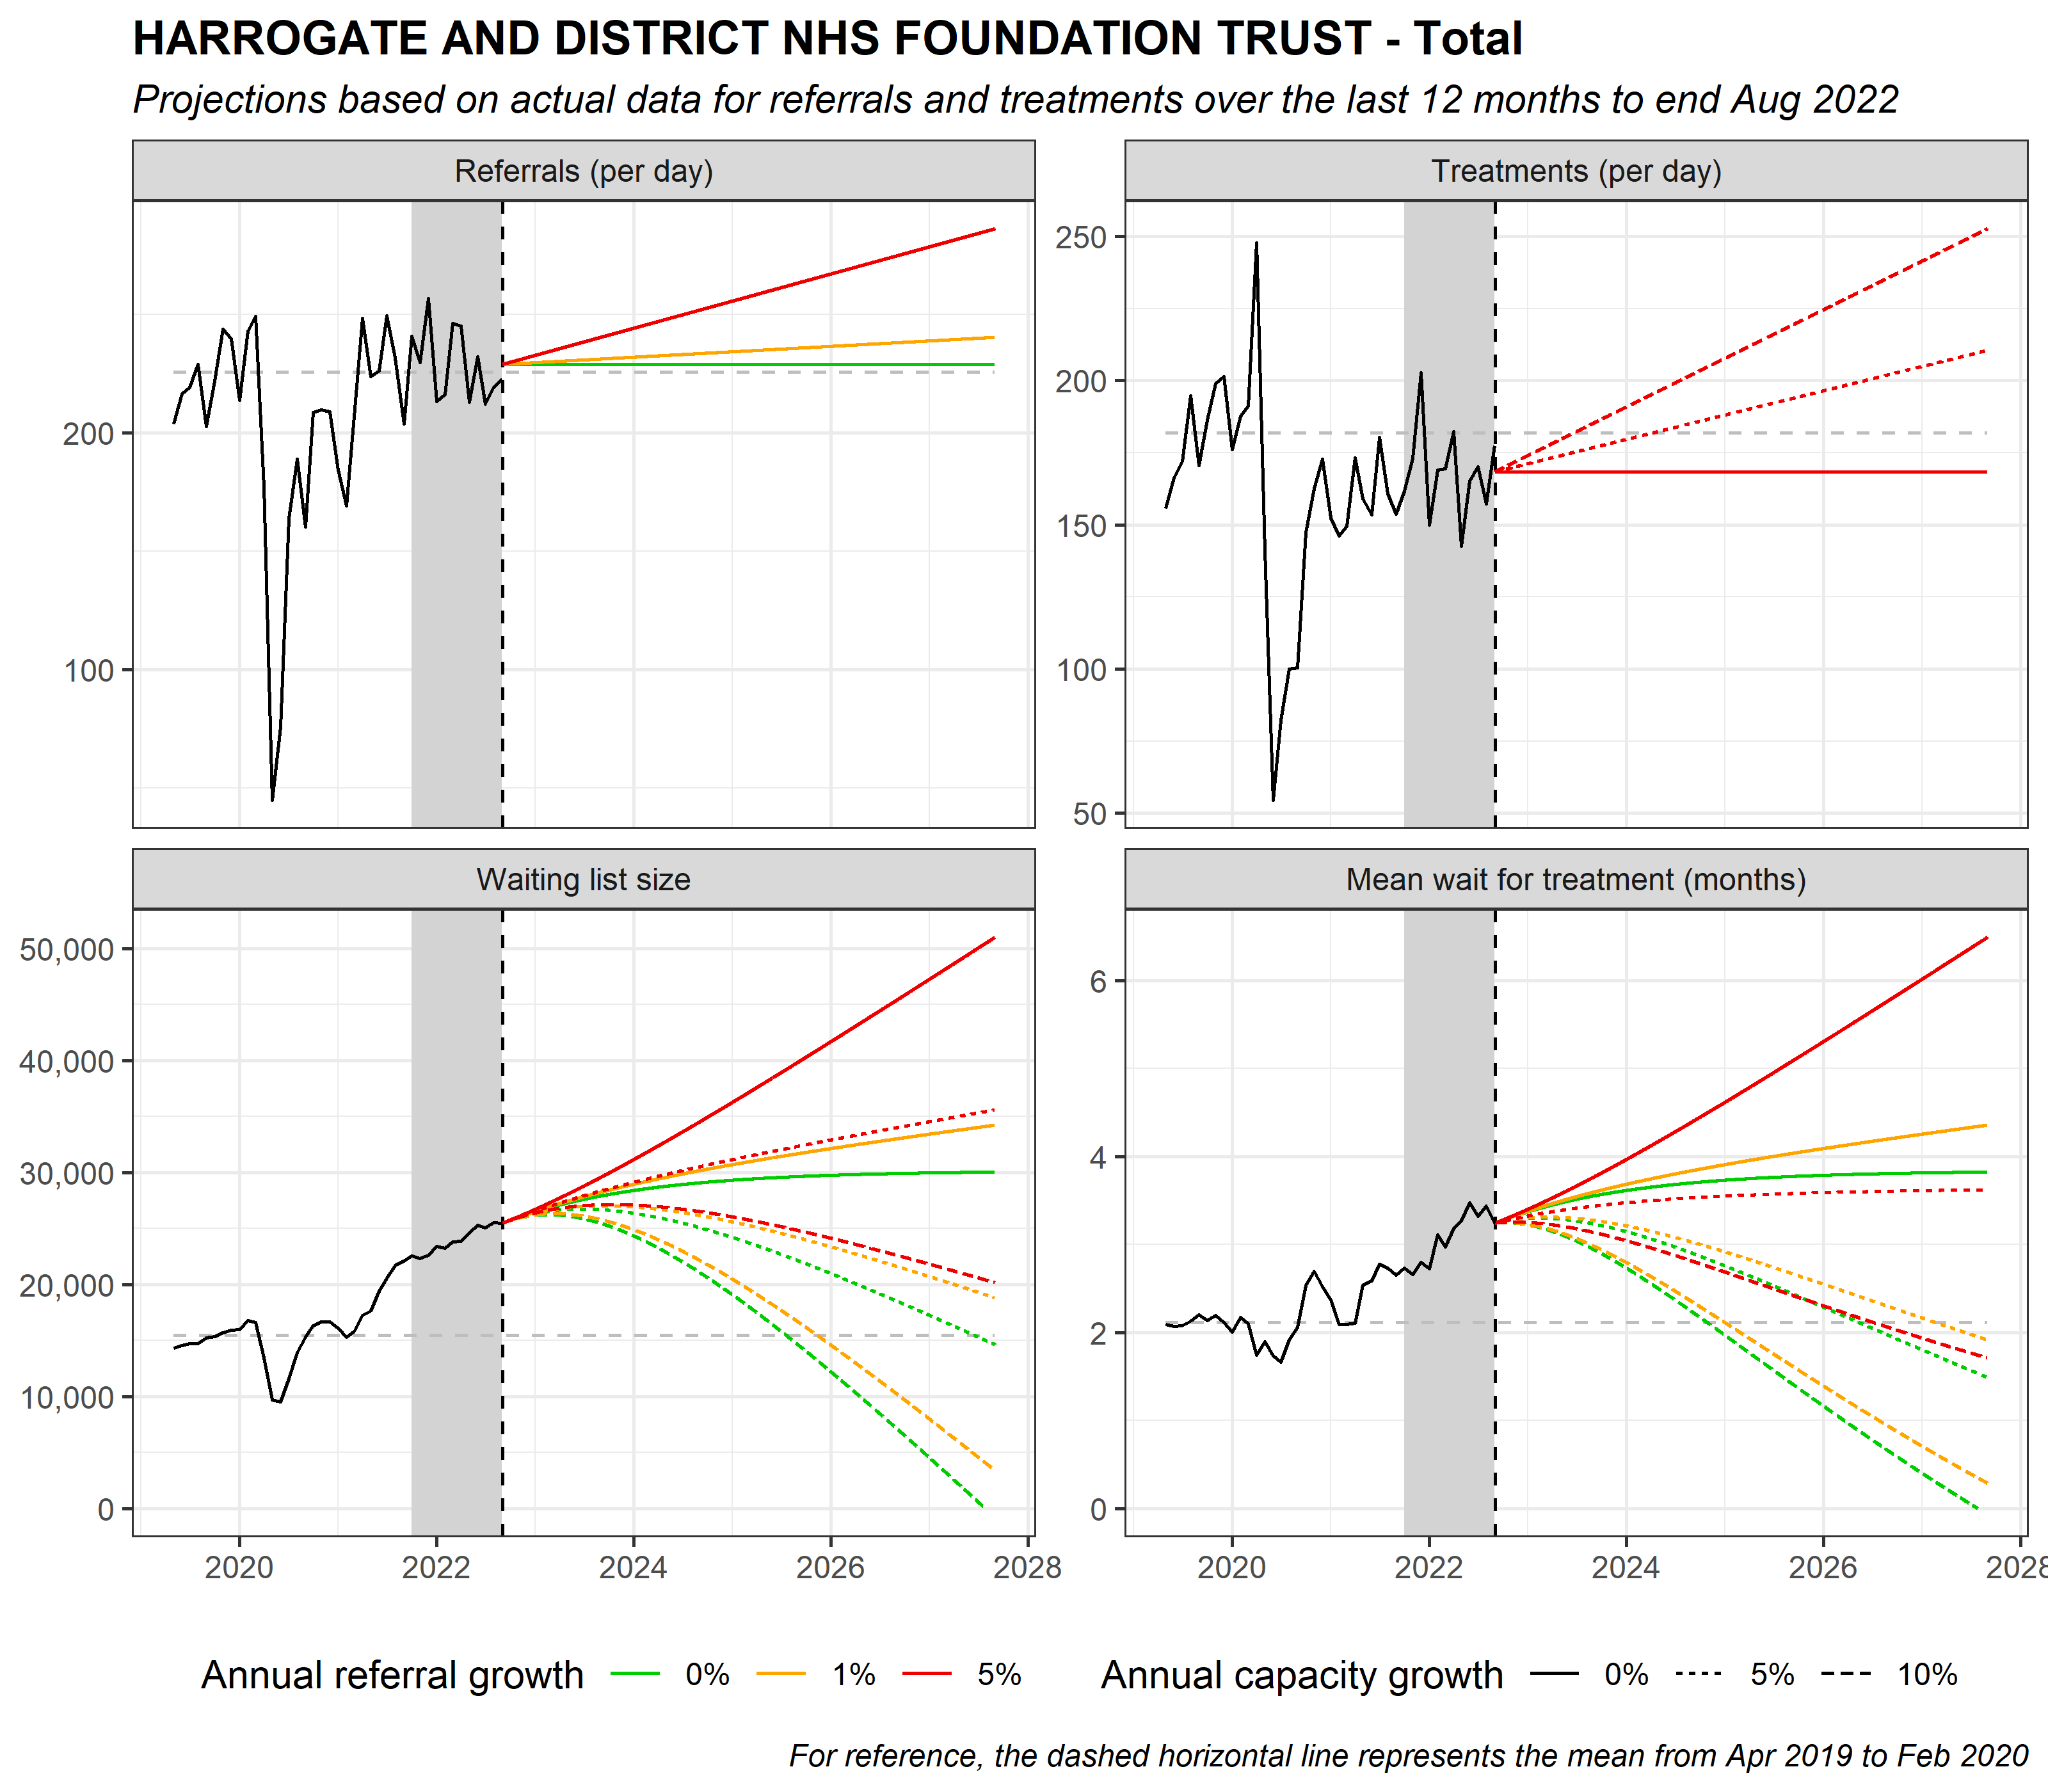 HARROGATE AND DISTRICT NHS FOUNDATION TRUST - Total
Projections based on actual data for referrals and treatments over the last 12 months to end Aug 2022
Referrals (per day)
200
100
Treatments (per day)
250
200
150
100
50
Waiting list size
50,000
40,000
30,000
20,000
10,000
0
2020 2022 2024 2026 2028
Mean wait for treatment (months)
6
4
2
0
2020 2022 2024 2026 2028
Annual referral growth 0% 1% 5%
Annual capacity growth 0% 5% 10%
For reference, the dashed horizontal line represents the mean from Apr 2019 to Feb 2020